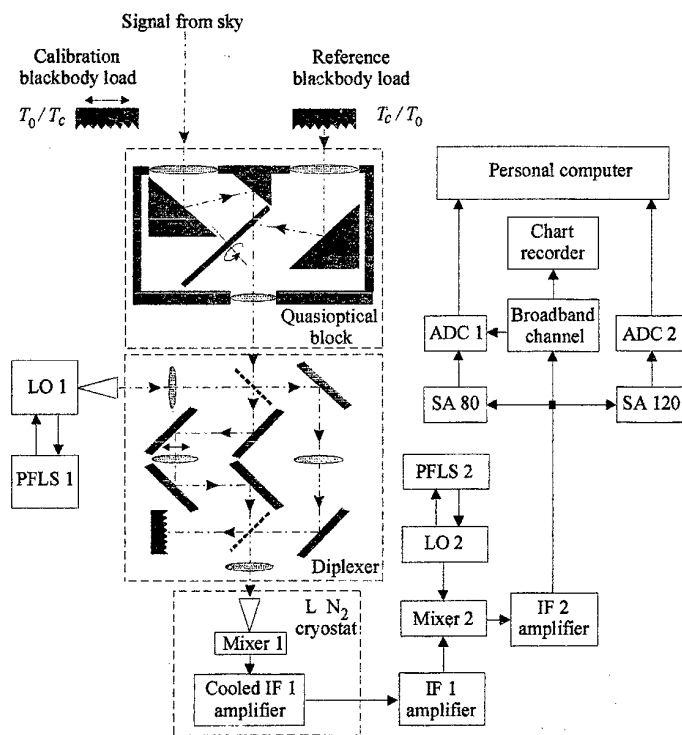 Signal from sky
Calibration
blackbody load
T₀/T_c
Reference
blackbody load
T_c/T₀
Quasioptical
block
Personal computer
Chart
recorder
ADC 1
Broadband
channel
ADC 2
SA 80
SA 120
LO 1
PFLS 1
Diplexer
PFLS 2
LO 2
L N₂
cryostat
Mixer 1
Cooled IF 1
amplifier
IF 1
amplifier
Mixer 2
IF 2
amplifier